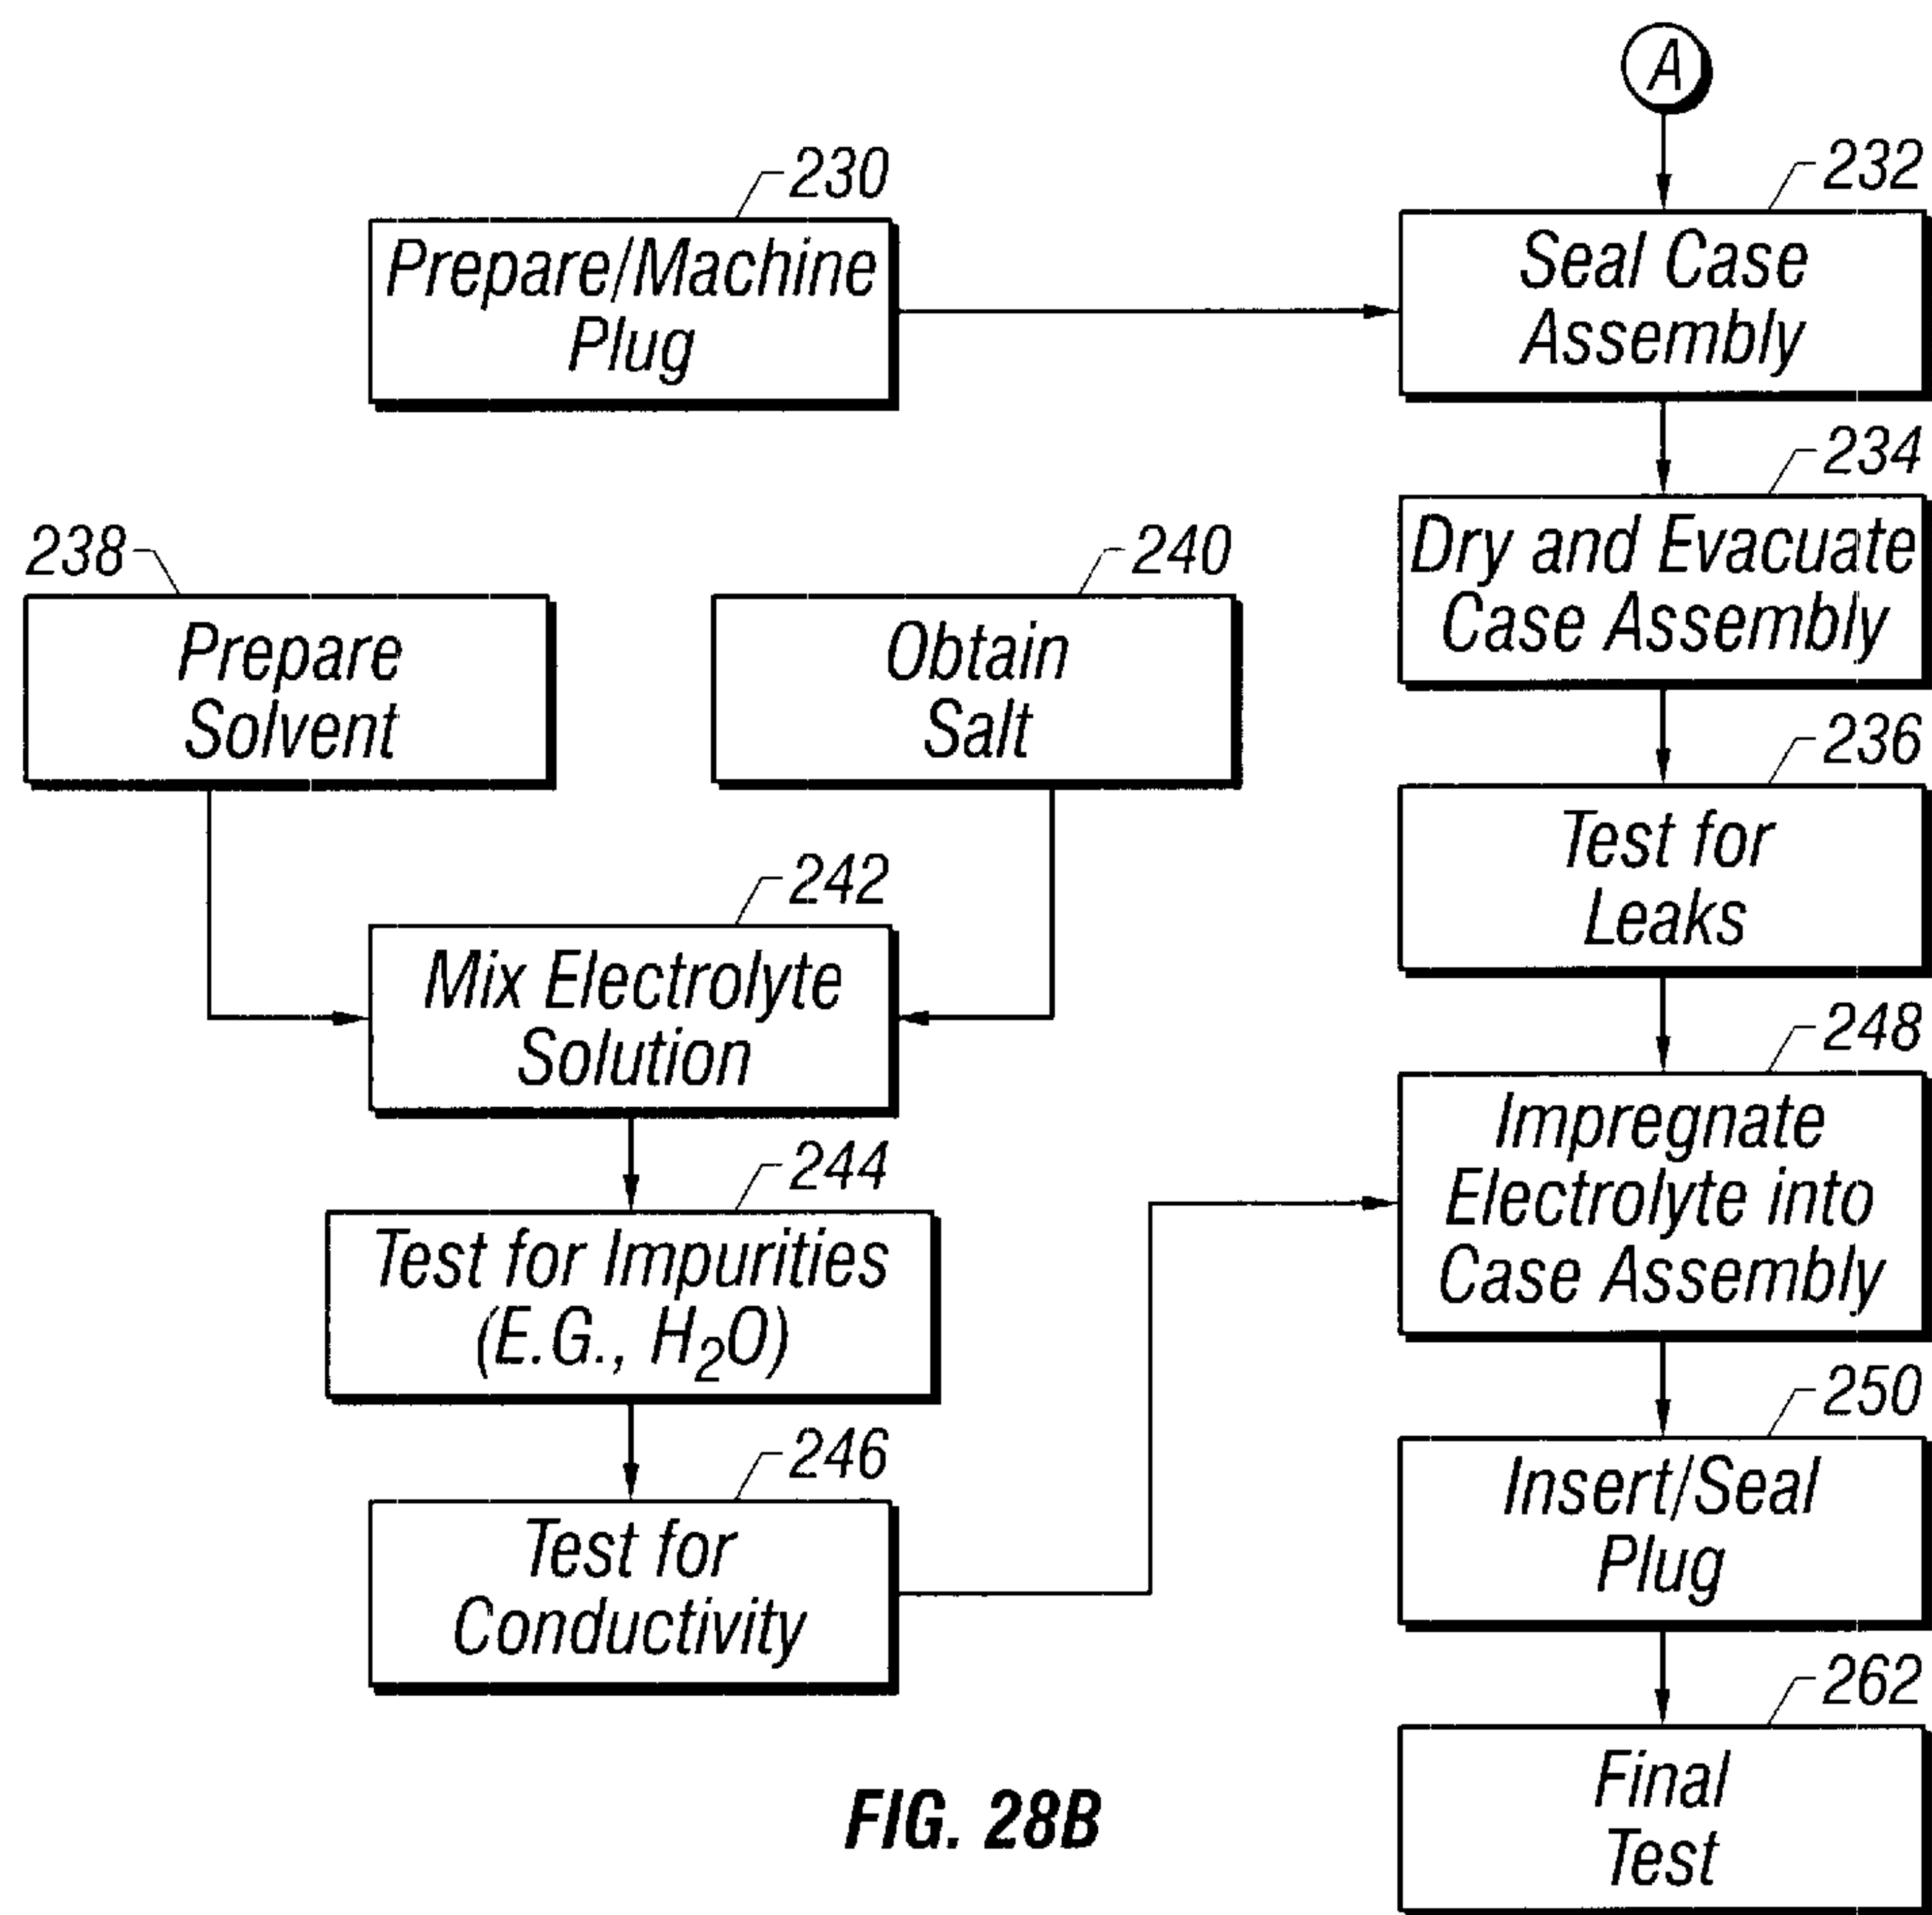 A
230
232
Prepare/Machine
Plug
Seal Case
Assembly
234
Dry and Evacuate
Case Assembly
238
240
Prepare
Solvent
Obtain
Salt
236
Test for
Leaks
242
Mix Electrolyte
Solution
248
Impregnate
Electrolyte into
Case Assembly
244
Test for Impurities
(E.G., H₂O)
246
Test for
Conductivity
250
Insert/Seal
Plug
262
Final
Test
FIG. 28B